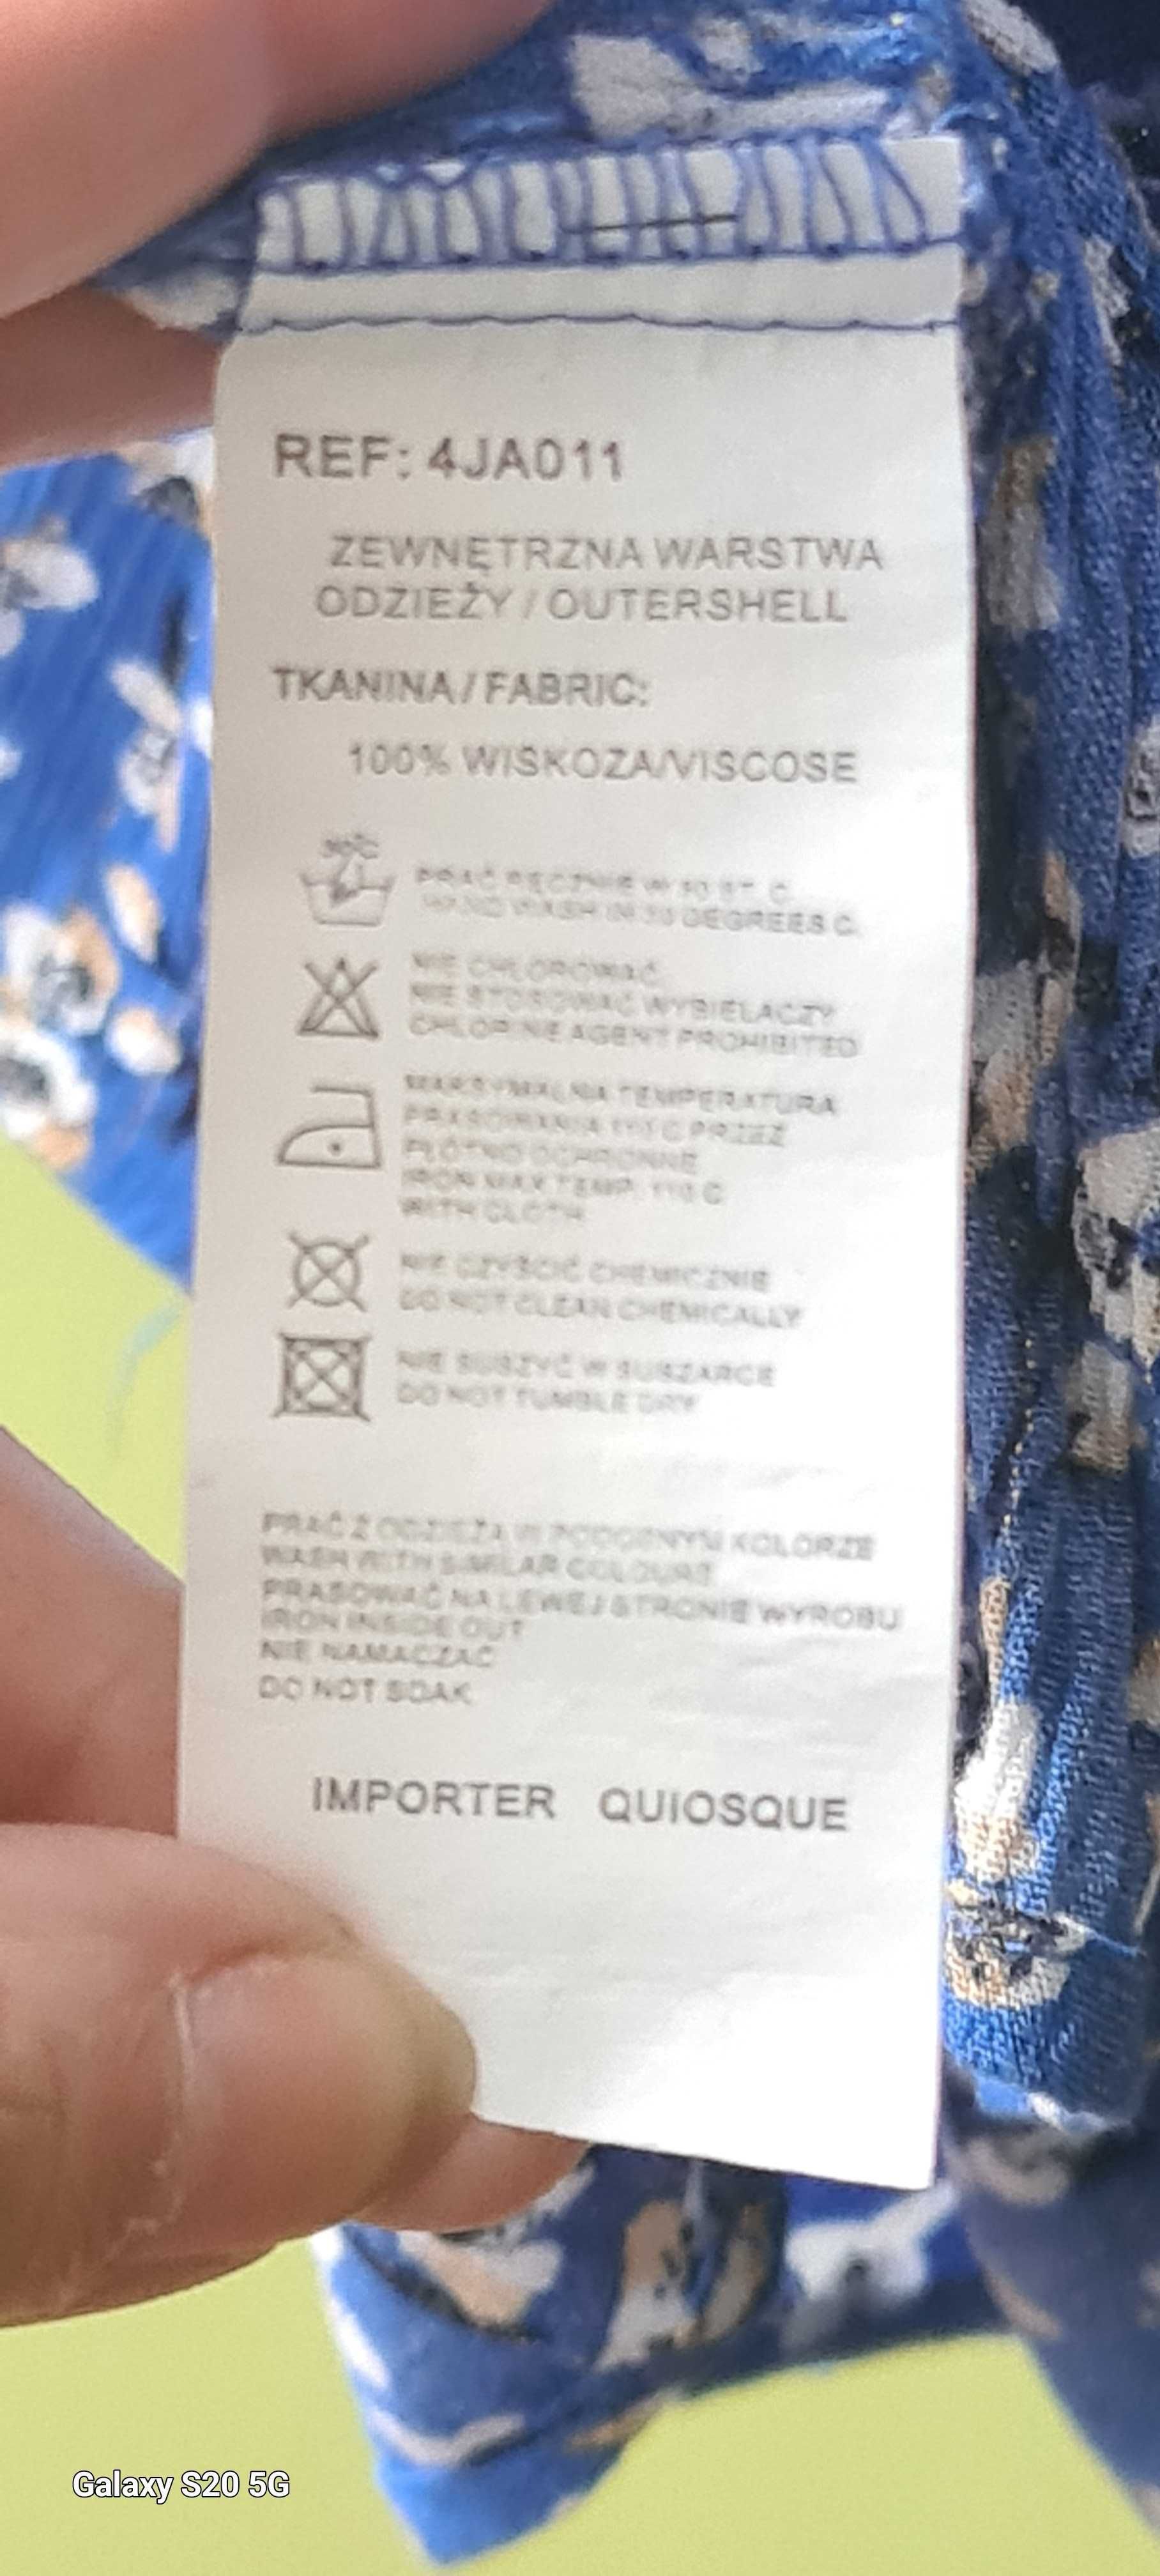 REF: 4JA011
ZEWNĘTRZNA WARSTWA
ODZIEŻY / OUTERSHELL
TKANINA / FABRIC:
100% WISKOZA/VISCOSE
30°C
PRAĆ RĘCZNIE W 30 ST. C.
HAND WASH IN 30 DEGREES C.
NIE CHLOROWAĆ.
NIE STOSOWAĆ WYBIELACZY
CHLORINE AGENT PROHIBITED
MAKSYMALNA TEMPERATURA
PRASOWANIA 110 C PRZEZ
PŁÓTNO OCHRONNE
IRON MAX TEMP. 110 C
WITH CLOTH
NIE CZYŚCIĆ CHEMICZNIE
DO NOT CLEAN CHEMICALLY
NIE SUSZYĆ W SUSZARCE
DO NOT TUMBLE DRY
PRAĆ Z ODZIEŻĄ W PODOBNYM KOLORZE
WASH WITH SIMILAR COLOURS
PRASOWAĆ NA LEWEJ STRONIE WYROBU
IRON INSIDE OUT
NIE NAMACZAĆ
DO NOT SOAK
IMPORTER QUIOSQUE
Galaxy S20 5G